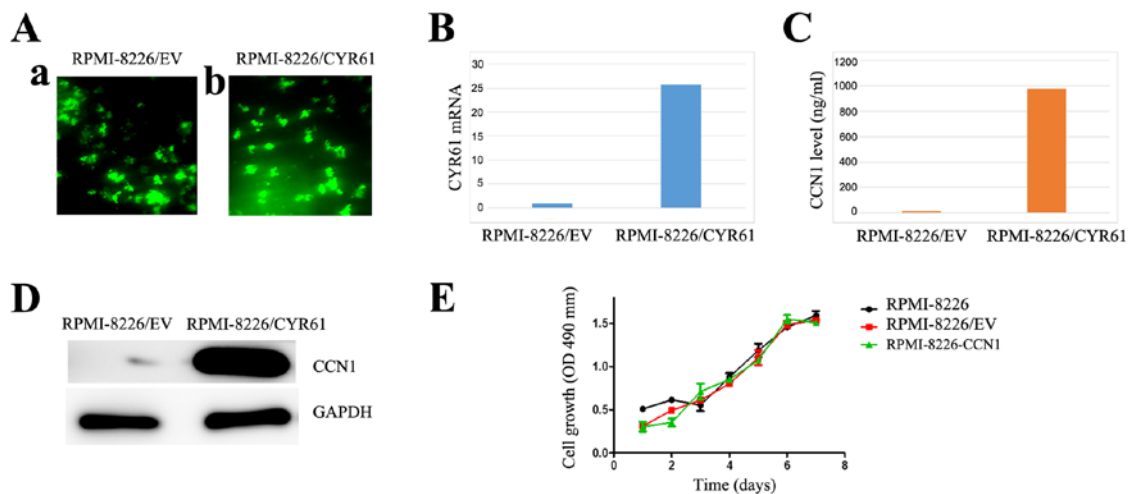 A
RPMI-8226/EV
RPMI-8226/CYR61
a
b
B
CYR61 mRNA
30
25
20
15
10
5
0
RPMI-8226/EV
RPMI-8226/CYR61
C
CCN1 level (ng/ml)
1200
1000
800
600
400
200
0
RPMI-8226/EV
RPMI-8226/CYR61
D
RPMI-8226/EV
RPMI-8226/CYR61
CCN1
GAPDH
E
Cell growth (OD 490 mm)
1.5
1.0
0.5
0.0
0
2
4
6
8
Time (days)
RPMI-8226
RPMI-8226/EV
RPMI-8226-CCN1